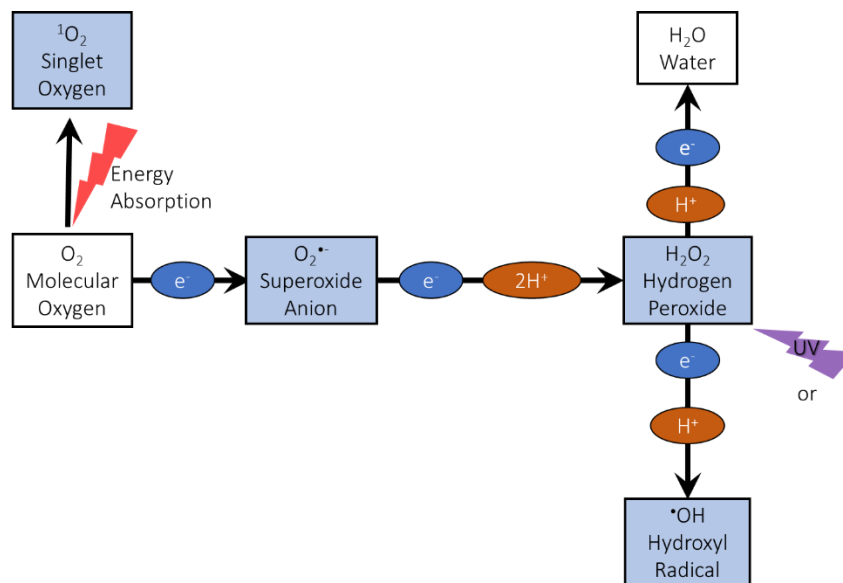 ¹O₂
Singlet
Oxygen
Energy
Absorption
H₂O
Water
e⁻
H⁺
O₂
Molecular
Oxygen
e⁻
O₂•⁻
Superoxide
Anion
e⁻
2H⁺
H₂O₂
Hydrogen
Peroxide
UV
or
e⁻
H⁺
•OH
Hydroxyl
Radical